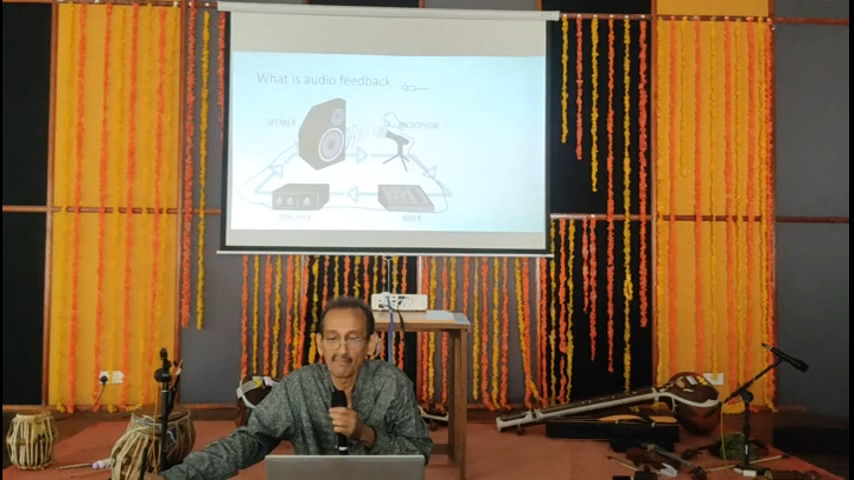 What is audio feedback
SPEAKER
MICROPHONE
AMPLIFIER
MIXER